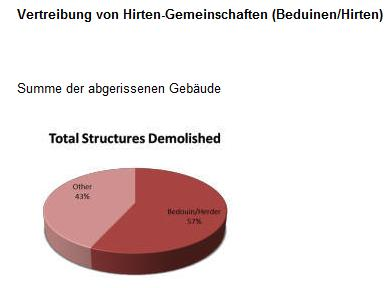 Vertreibung von Hirten-Gemeinschaften (Beduinen/Hirten)
Summe der abgerissenen Gebäude
Total Structures Demolished
Other
43%
Bedouin/Herder
57%